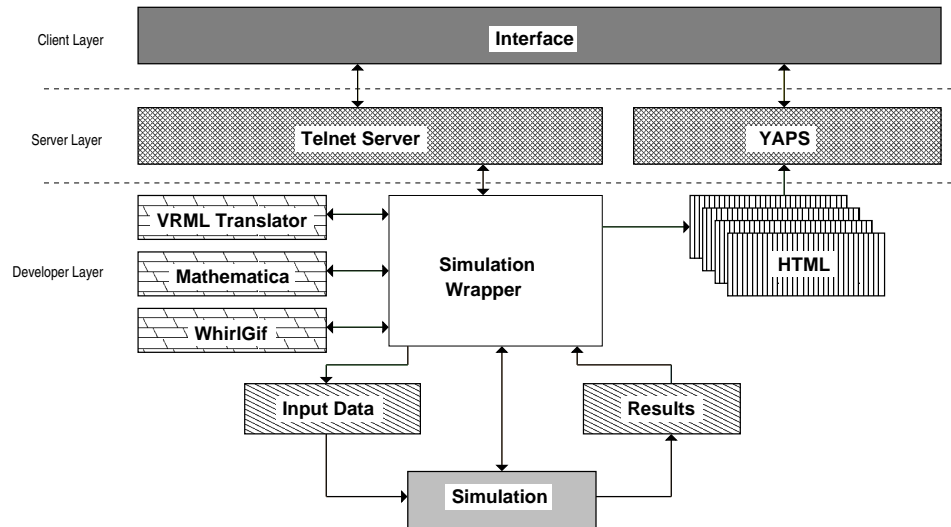 Client Layer
Interface
Server Layer
Telnet Server
YAPS
Developer Layer
VRML Translator
Mathematica
WhirlGif
Simulation
Wrapper
HTML
Input Data
Results
Simulation